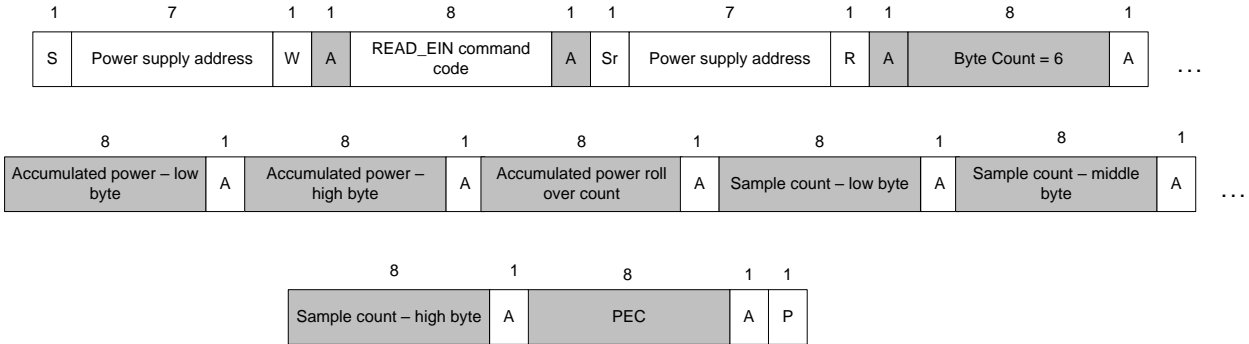 1 7 1 1 8 1 1 7 1 1 8 1
S Power supply address W A READ_EIN command code A Sr Power supply address R A Byte Count = 6 A ...
8 1 8 1 8 1 8 1 8 1
Accumulated power – low byte A Accumulated power – high byte A Accumulated power roll over count A Sample count – low byte A Sample count – middle byte A ...
8 1 8 1 1
Sample count – high byte A PEC A P